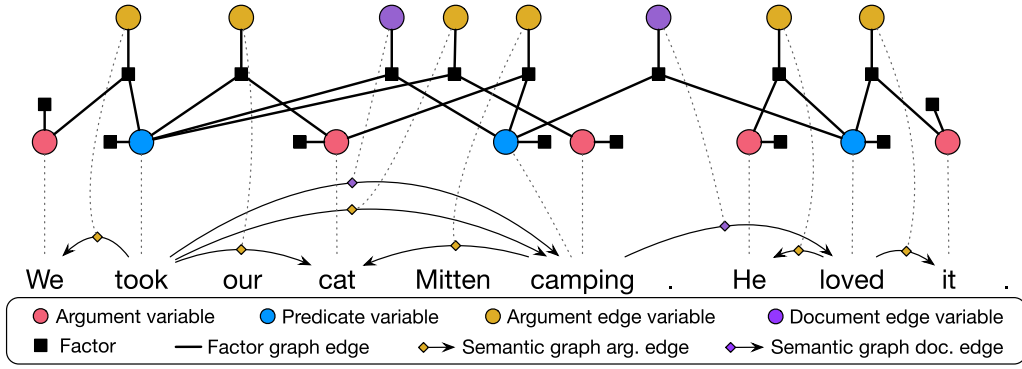 We took our cat Mitten camping . He loved it .
Argument variable Predicate variable Argument edge variable Document edge variable
Factor Factor graph edge Semantic graph arg. edge Semantic graph doc. edge